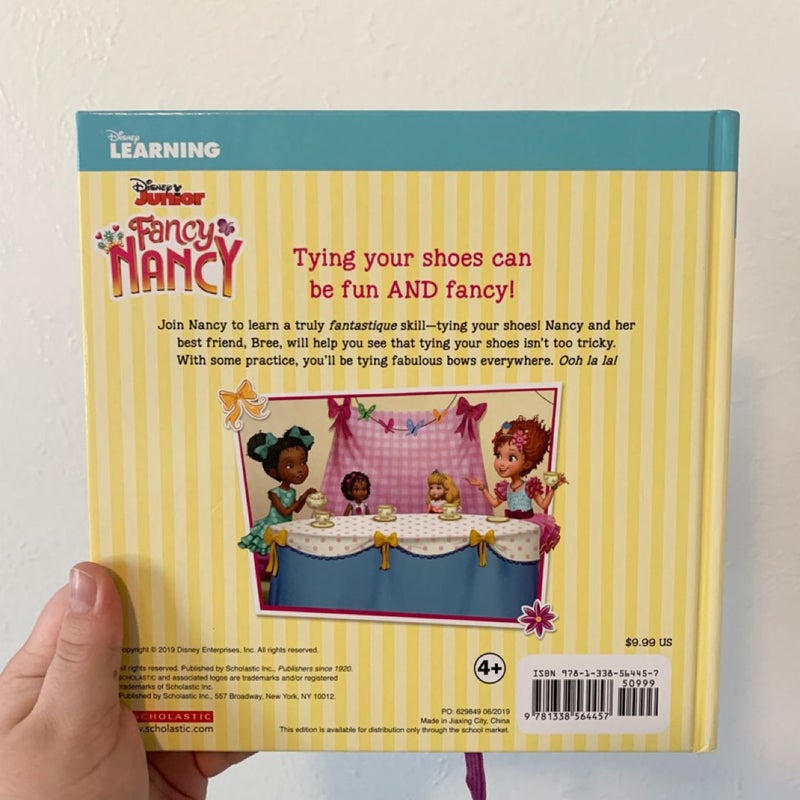 Disney
LEARNING
Disney
Junior
Fancy
NANCY
Tying your shoes can
be fun AND fancy!
Join Nancy to learn a truly fantastique skill—tying your shoes! Nancy and her
best friend, Bree, will help you see that tying your shoes isn't too tricky.
With some practice, you'll be tying fabulous bows everywhere. Ooh la la!
opyright © 2019 Disney Enterprises, Inc. All rights reserved.
ll rights reserved. Published by Scholastic Inc., Publishers since 1920.
CHOLASTIC and associated logos are trademarks and/or registered
rademarks of Scholastic Inc.
Published by Scholastic Inc., 557 Broadway, New York, NY 10012.
SCHOLASTIC
w.scholastic.com
4+
PO: 629849 06/2019
Made in Jiaxing City, China
This edition is available for distribution only through the school market.
$9.99 US
ISBN 978-1-338-56445-7
50999
9 781338 564457